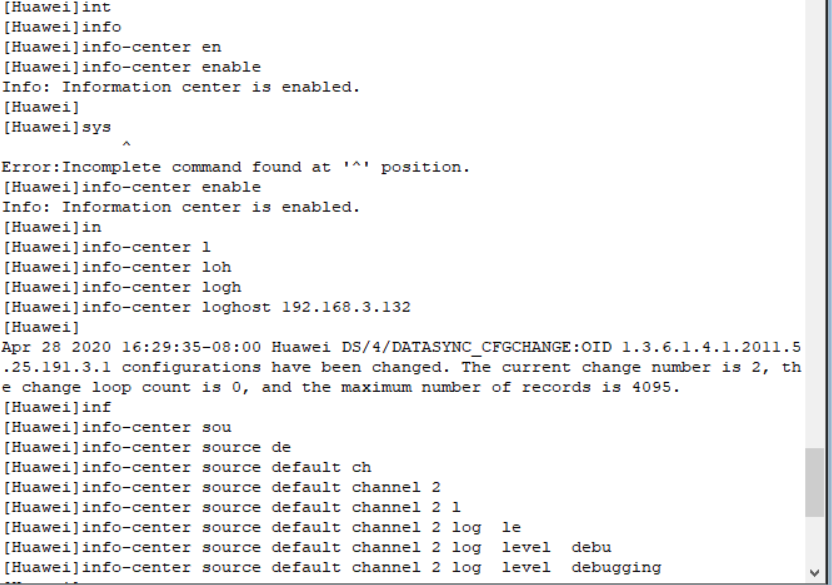 [Huawei]int
[Huawei]info
[Huawei]info-center en
[Huawei]info-center enable
Info: Information center is enabled.
[Huawei]
[Huawei]sys
^
Error:Incomplete command found at '^' position.
[Huawei]info-center enable
Info: Information center is enabled.
[Huawei]in
[Huawei]info-center l
[Huawei]info-center loh
[Huawei]info-center logh
[Huawei]info-center loghost 192.168.3.132
[Huawei]
Apr 28 2020 16:29:35-08:00 Huawei DS/4/DATASYNC_CFGCHANGE:OID 1.3.6.1.4.1.2011.5
.25.191.3.1 configurations have been changed. The current change number is 2, th
e change loop count is 0, and the maximum number of records is 4095.
[Huawei]inf
[Huawei]info-center sou
[Huawei]info-center source de
[Huawei]info-center source default ch
[Huawei]info-center source default channel 2
[Huawei]info-center source default channel 2 l
[Huawei]info-center source default channel 2 log  le
[Huawei]info-center source default channel 2 log  level  debu
[Huawei]info-center source default channel 2 log  level  debugging